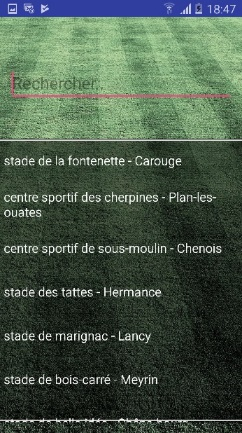 18:47
Rechercher...
stade de la fontenette - Carouge
centre sportif des cherpines - Plan-les-
ouates
centre sportif de sous-moulin - Chenois
stade des tattes - Hermance
stade de marignac - Lancy
stade de bois-carré - Meyrin